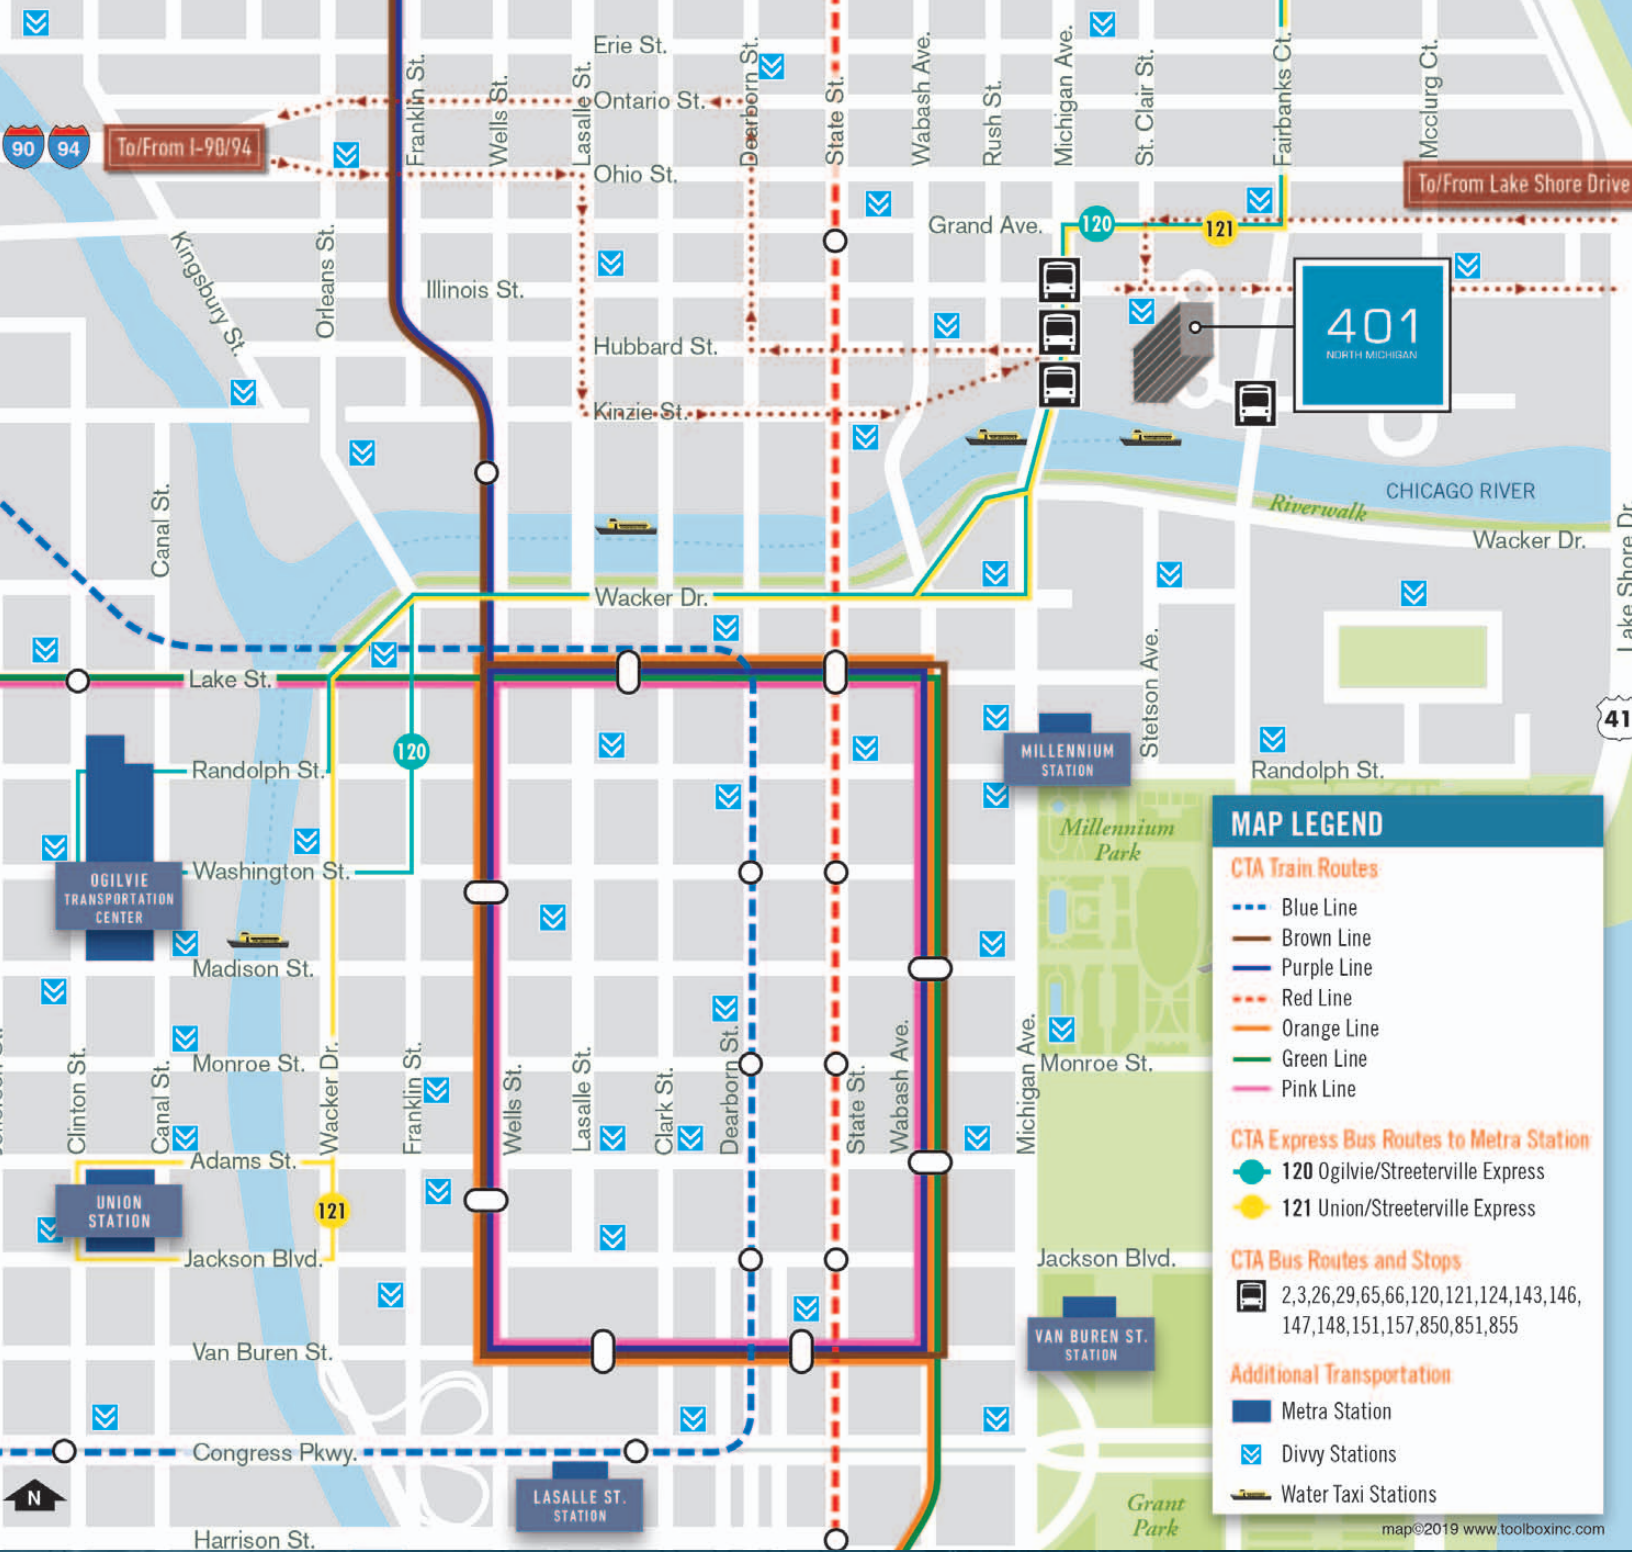 Erie St.
Ontario St.
Ohio St.
Franklin St.
Wells St.
Lasalle St.
Dearborn St.
State St.
Wabash Ave.
Rush St.
Michigan Ave.
St. Clair St.
Fairbanks Ct.
Mcclurg Ct.
90
94
To/From I-90/94
To/From Lake Shore Drive
Grand Ave.
120
121
Kingsbury St.
Orleans St.
Illinois St.
Hubbard St.
Kinzie St.
401
NORTH MICHIGAN
Canal St.
CHICAGO RIVER
Riverwalk
Wacker Dr.
Wacker Dr.
Lake Shore Dr.
Lake St.
Stetson Ave.
41
120
MILLENNIUM
STATION
Randolph St.
Randolph St.
Millennium
Park
OGILVIE
TRANSPORTATION
CENTER
Washington St.
Madison St.
Monroe St.
Monroe St.
Clinton St.
Canal St.
Wacker Dr.
Franklin St.
Wells St.
Lasalle St.
Clark St.
Dearborn St.
State St.
Wabash Ave.
Michigan Ave.
Adams St.
UNION
STATION
121
Jackson Blvd.
Jackson Blvd.
VAN BUREN ST.
STATION
Van Buren St.
Congress Pkwy.
N
LASALLE ST.
STATION
Harrison St.
Grant
Park
MAP LEGEND
CTA Train Routes
Blue Line
Brown Line
Purple Line
Red Line
Orange Line
Green Line
Pink Line
CTA Express Bus Routes to Metra Station
120 Ogilvie/Streeterville Express
121 Union/Streeterville Express
CTA Bus Routes and Stops
2,3,26,29,65,66,120,121,124,143,146,
147,148,151,157,850,851,855
Additional Transportation
Metra Station
Divvy Stations
Water Taxi Stations
map©2019 www.toolboxinc.com